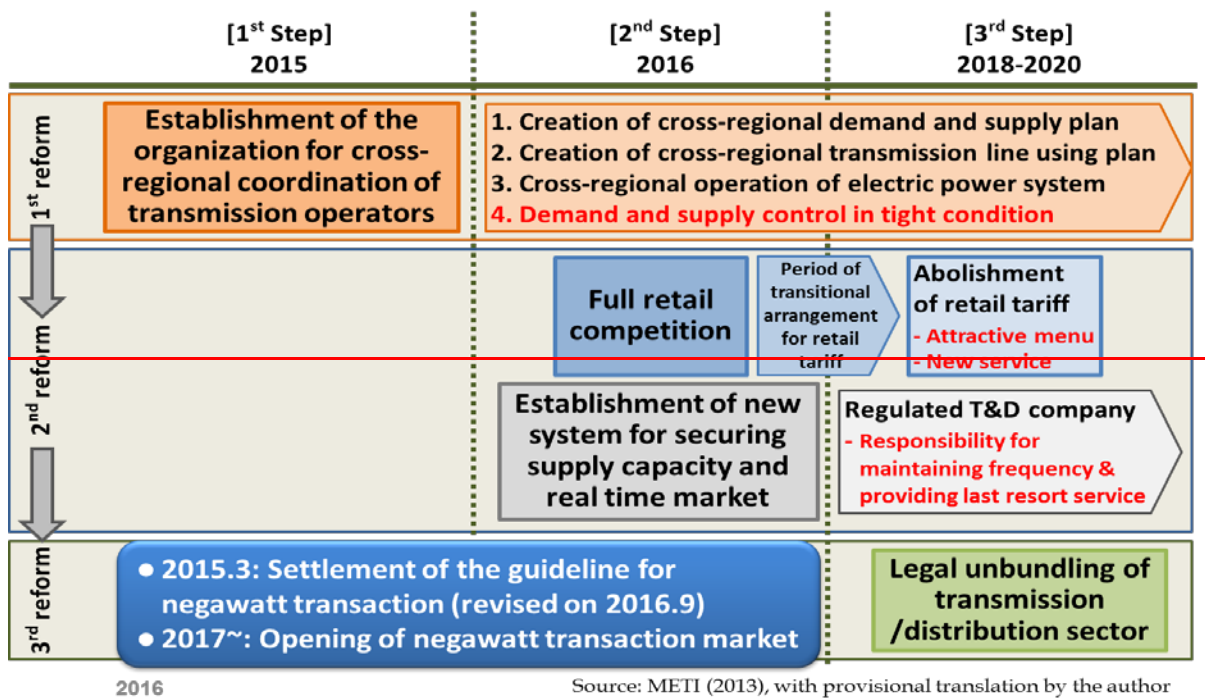 [1st Step]
2015
[2nd Step]
2016
[3rd Step]
2018-2020
1st reform
Establishment of the
organization for cross-
regional coordination of
transmission operators
1. Creation of cross-regional demand and supply plan
2. Creation of cross-regional transmission line using plan
3. Cross-regional operation of electric power system
4. Demand and supply control in tight condition
2nd reform
Full retail
competition
Period of
transitional
arrangement
for retail
tariff
Abolishment
of retail tariff
- Attractive menu
- New service
Establishment of new
system for securing
supply capacity and
real time market
Regulated T&D company
- Responsibility for
maintaining frequency &
providing last resort service
3rd reform
● 2015.3: Settlement of the guideline for
negawatt transaction (revised on 2016.9)
● 2017~: Opening of negawatt transaction market
Legal unbundling of
transmission
/distribution sector
2016
Source: METI (2013), with provisional translation by the author